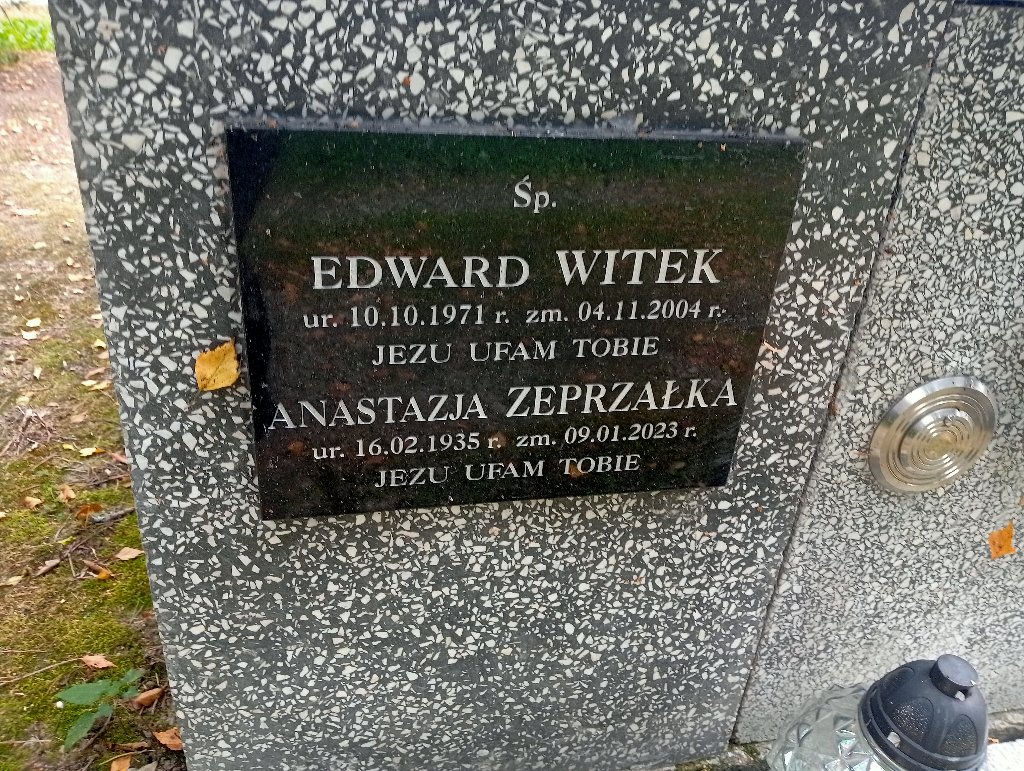 Śp.
EDWARD WITEK
ur. 10.10.1971 r. zm. 04.11.2004 r.
JEZU UFAM TOBIE
ANASTAZJA ZEPRZAŁKA
ur. 16.02.1935 r. zm. 09.01.2023 r.
JEZU UFAM TOBIE